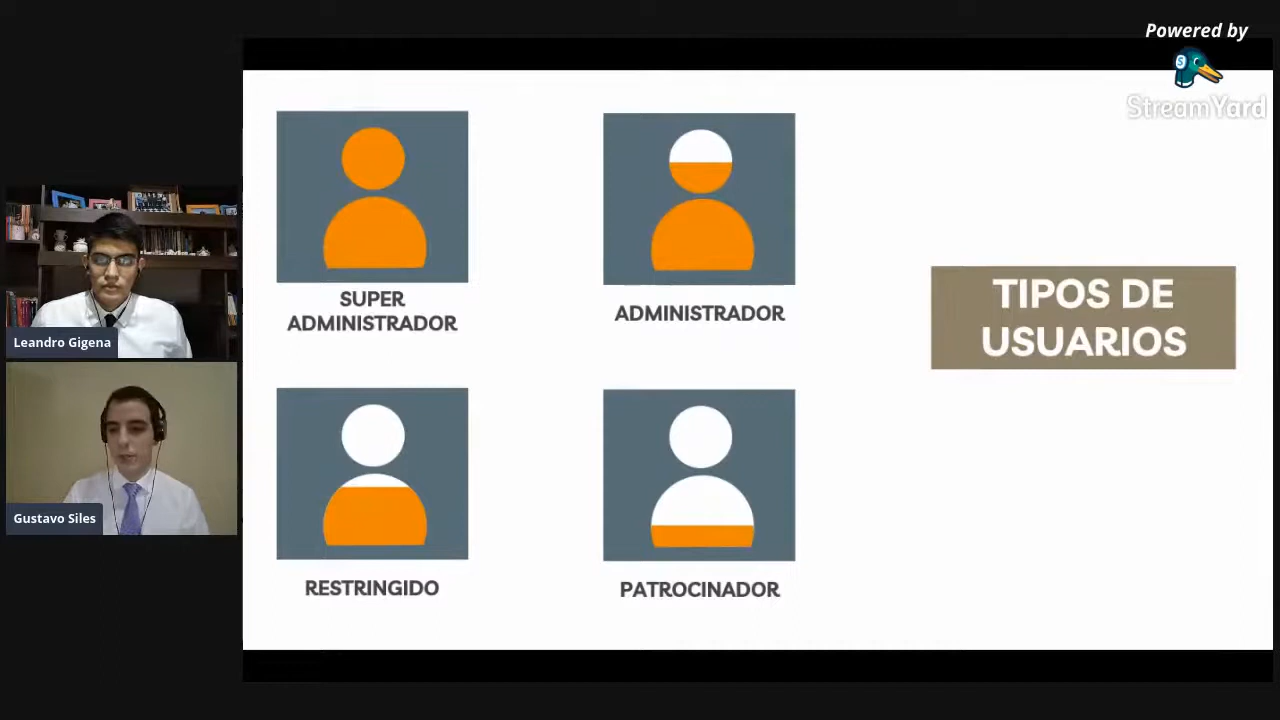 Powered by
StreamYard
SUPER
ADMINISTRADOR
ADMINISTRADOR
TIPOS DE
USUARIOS
RESTRINGIDO
PATROCINADOR
Leandro Gigena
Gustavo Siles